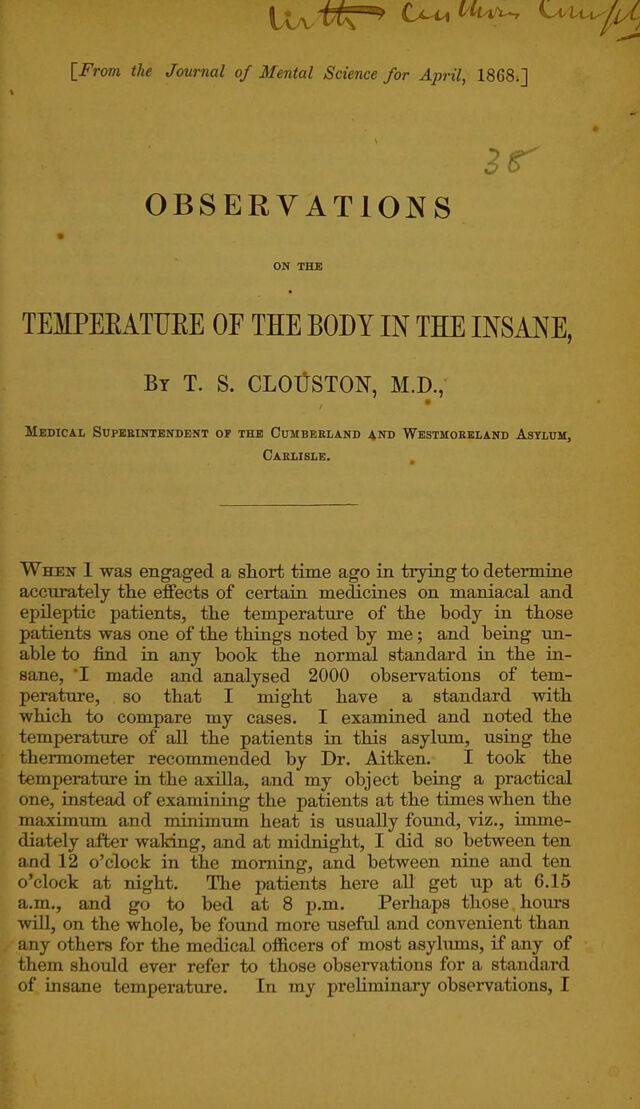 With
[From the Journal of Mental Science for April, 1868.]
38
OBSERVATIONS
ON THE
TEMPERATURE OF THE BODY IN THE INSANE,
By T. S. CLOUSTON, M.D.,
Medical Superintendent of the Cumberland and Westmoreland Asylum,
Carlisle.
When I was engaged a short time ago in trying to determine
accurately the effects of certain medicines on maniacal and
epileptic patients, the temperature of the body in those
patients was one of the things noted by me; and being un-
able to find in any book the normal standard in the in-
sane, I made and analysed 2000 observations of tem-
perature, so that I might have a standard with
which to compare my cases. I examined and noted the
temperature of all the patients in this asylum, using the
thermometer recommended by Dr. Aitken. I took the
temperature in the axilla, and my object being a practical
one, instead of examining the patients at the times when the
maximum and minimum heat is usually found, viz., imme-
diately after waking, and at midnight, I did so between ten
and 12 o'clock in the morning, and between nine and ten
o'clock at night. The patients here all get up at 6.15
a.m., and go to bed at 8 p.m. Perhaps those hours
will, on the whole, be found more useful and convenient than
any others for the medical officers of most asylums, if any of
them should ever refer to those observations for a standard
of insane temperature. In my preliminary observations, I